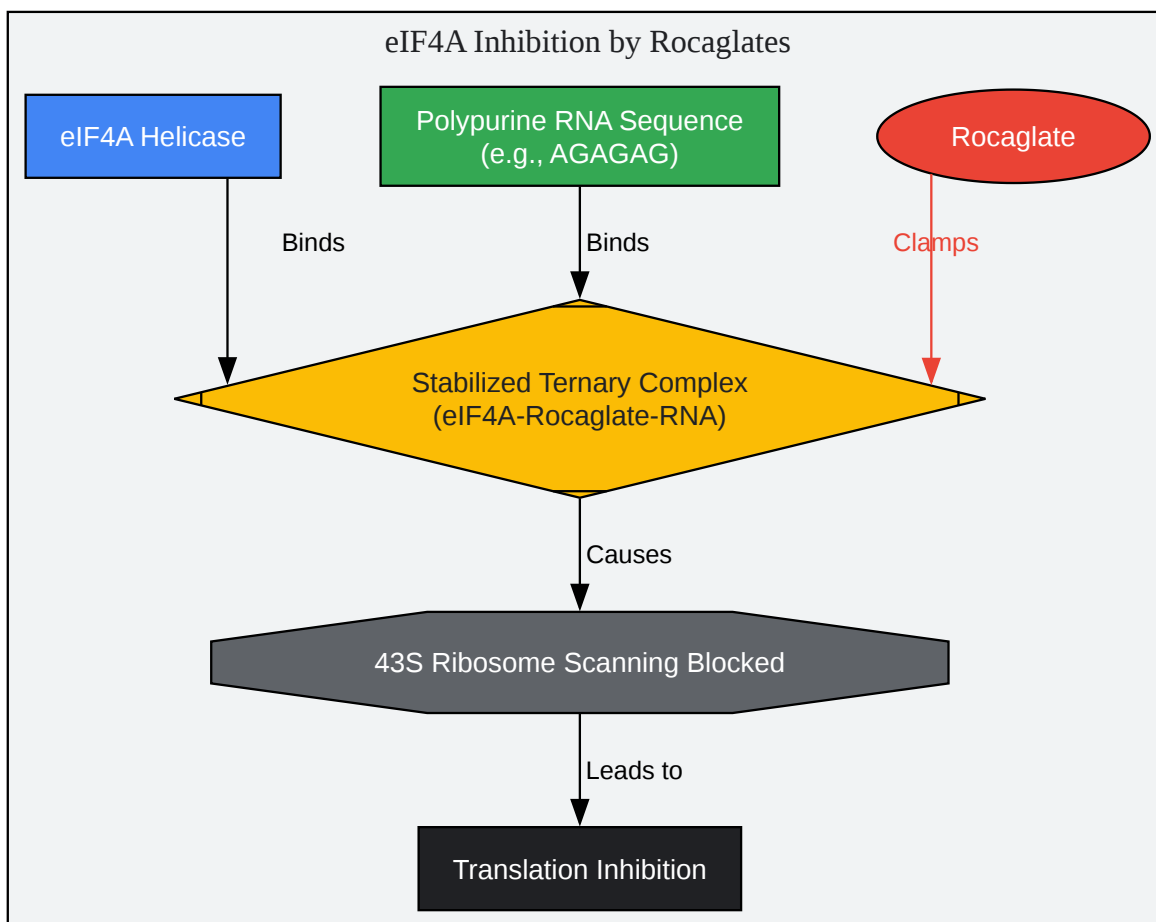 eIF4A Inhibition by Rocaglates
eIF4A Helicase
Polypurine RNA Sequence
(e.g., AGAGAG)
Rocaglate
Binds
Binds
Clamps
Stabilized Ternary Complex
(eIF4A-Rocaglate-RNA)
Causes
43S Ribosome Scanning Blocked
Leads to
Translation Inhibition